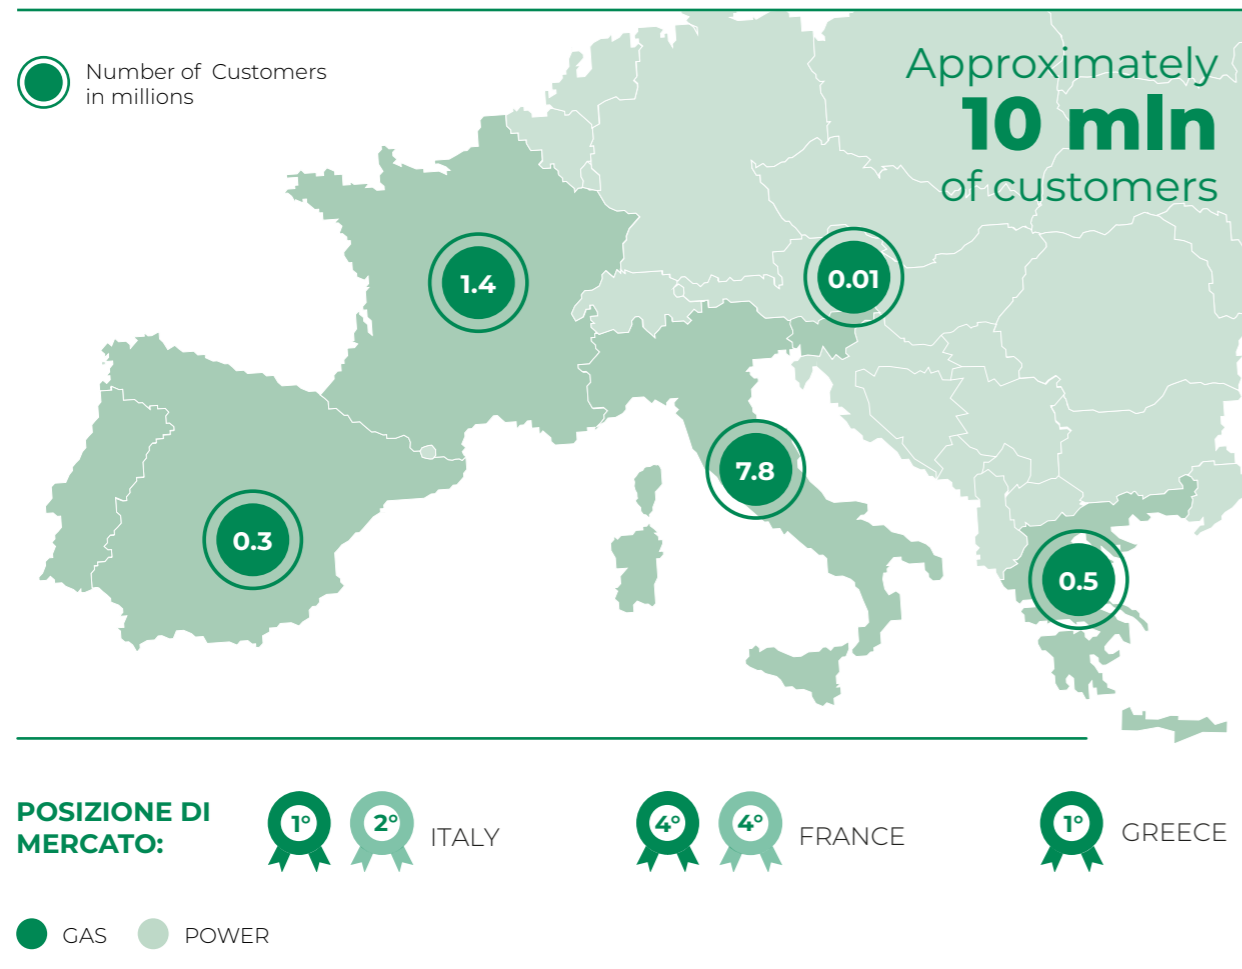 Number of Customers
in millions
Approximately
10 mln
of customers
1.4
0.01
7.8
0.3
0.5
POSIZIONE DI
MERCATO:
1° 2° ITALY
4° 4° FRANCE
1° GREECE
GAS POWER